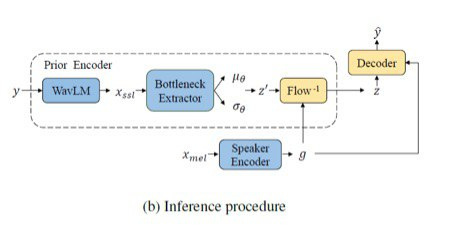 ŷ
Prior Encoder
Decoder
y WavLM x_ssl Bottleneck Extractor μ_θ σ_θ z' Flow⁻¹ z
x_mel Speaker Encoder g
(b) Inference procedure